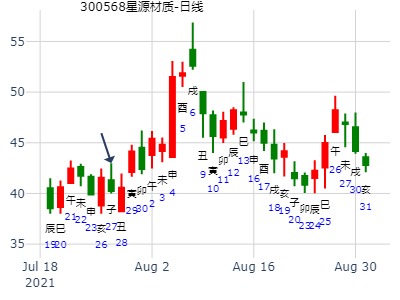 300568星源材质-日线
55
50
45
40
35
辰
19
巳
20
午
21
未
22
申
23
亥
26
子
27
丑
28
寅
29
卯
30
午
2
未
3
申
4
酉
5
戌
6
丑
9
寅
10
卯
11
辰
12
巳
13
申
16
酉
17
戌
18
亥
19
子
20
卯
23
辰
24
巳
25
午
26
未
27
戌
30
亥
31
Jul 18 Aug 2 Aug 16 Aug 30
2021